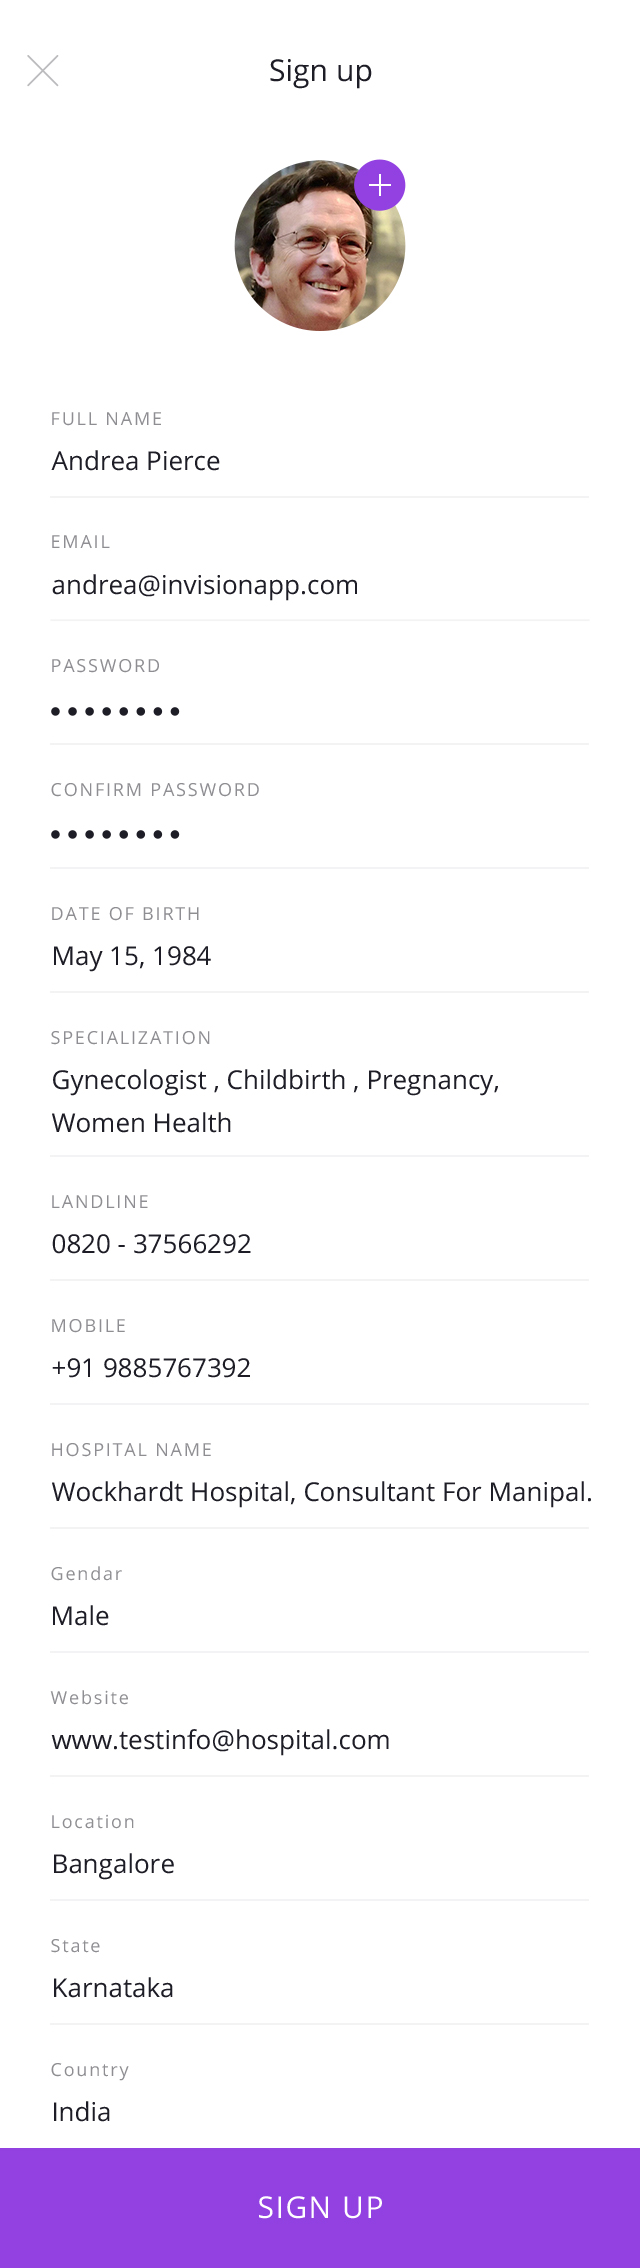 Sign up
FULL NAME
Andrea Pierce
EMAIL
andrea@invisionapp.com
PASSWORD
••••••••
CONFIRM PASSWORD
••••••••
DATE OF BIRTH
May 15, 1984
SPECIALIZATION
Gynecologist , Childbirth , Pregnancy,
Women Health
LANDLINE
0820 - 37566292
MOBILE
+91 9885767392
HOSPITAL NAME
Wockhardt Hospital, Consultant For Manipal.
Gendar
Male
Website
www.testinfo@hospital.com
Location
Bangalore
State
Karnataka
Country
India
SIGN UP